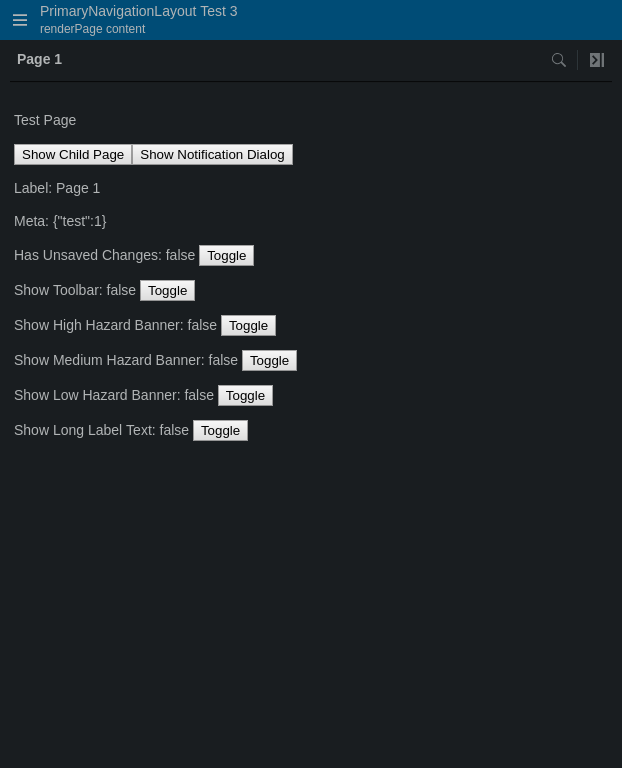 PrimaryNavigationLayout Test 3
renderPage content
Page 1
Test Page
Show Child Page Show Notification Dialog
Label: Page 1
Meta: {"test":1}
Has Unsaved Changes: false Toggle
Show Toolbar: false Toggle
Show High Hazard Banner: false Toggle
Show Medium Hazard Banner: false Toggle
Show Low Hazard Banner: false Toggle
Show Long Label Text: false Toggle